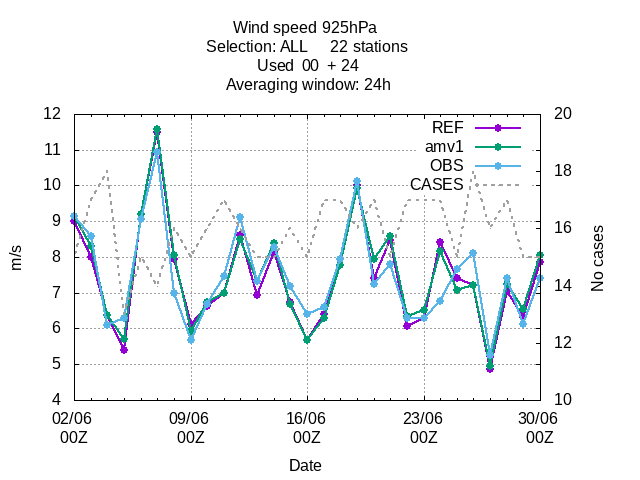 Wind speed 925hPa
Selection: ALL 22 stations
Used 00 + 24
Averaging window: 24h
12 20
REF
amv1
OBS
CASES
11
10 18
9
8 16
7 14
6
5 12
4 10
m/s
No cases
02/06 09/06 16/06 23/06 30/06
00Z 00Z 00Z 00Z 00Z
Date